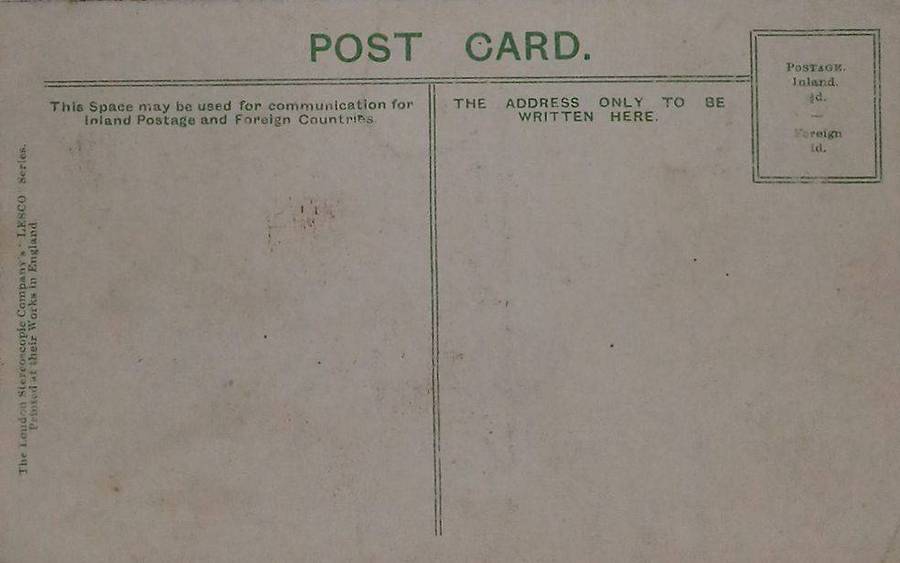 POST CARD.
This Space may be used for communication for
Inland Postage and Foreign Countries.
THE ADDRESS ONLY TO BE
WRITTEN HERE.
POSTAGE.
Inland.
½d.
—
Foreign
1d.
The London Stereoscopic Company's "LESCO" Series.
Printed at their Works in England